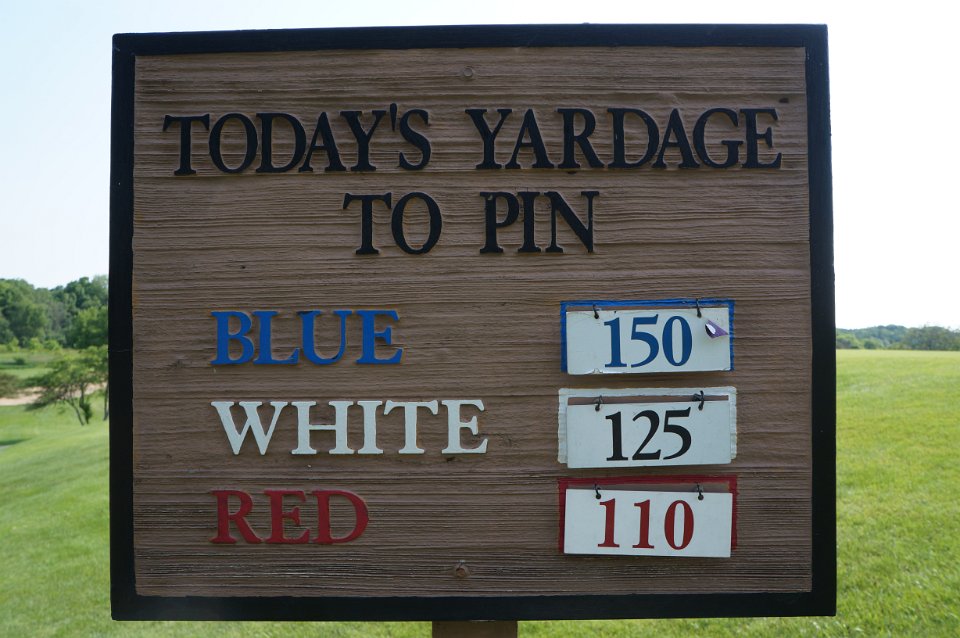 TODAY'S YARDAGE
TO PIN
BLUE 150
WHITE 125
RED 110